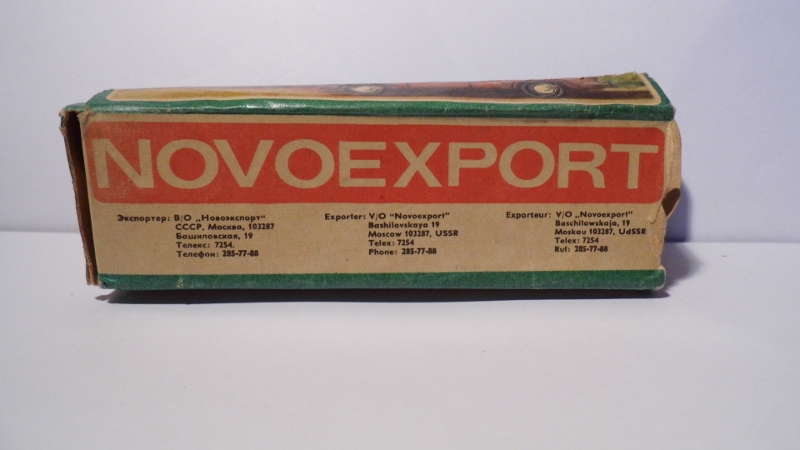 NOVOEXPORT
Экспортер: В/О „Новоэкспорт“
СССР, Москва, 103287
Башиловская, 19
Телекс: 7254.
Телефон: 285-77-88
Exporter: V/O "Novoexport"
Bashilovskaya 19
Moscow 103287, USSR
Telex: 7254
Phone: 285-77-88
Exporteur: V/O „Novoexport"
Baschilowskaja, 19
Moskau 103287, UdSSR
Telex: 7254
Ruf: 285-77-88